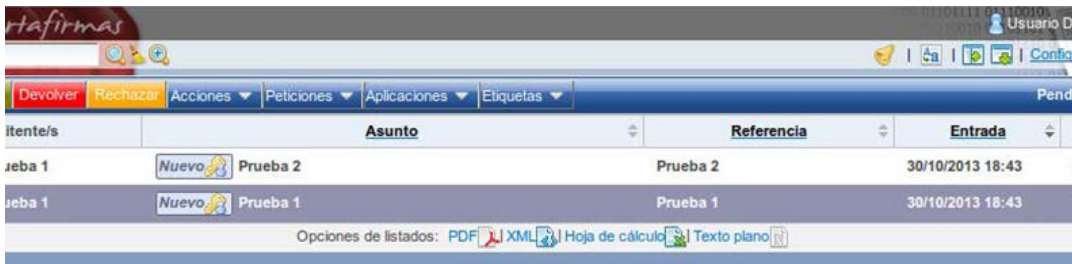 rtafirmas
Usuario D
Config
Devolver Rechazar Acciones Peticiones Aplicaciones Etiquetas Pend
itente/s Asunto Referencia Entrada
ueba 1 Nuevo Prueba 2 Prueba 2 30/10/2013 18:43
ueba 1 Nuevo Prueba 1 Prueba 1 30/10/2013 18:43
Opciones de listados: PDF | XML | Hoja de cálculo | Texto plano